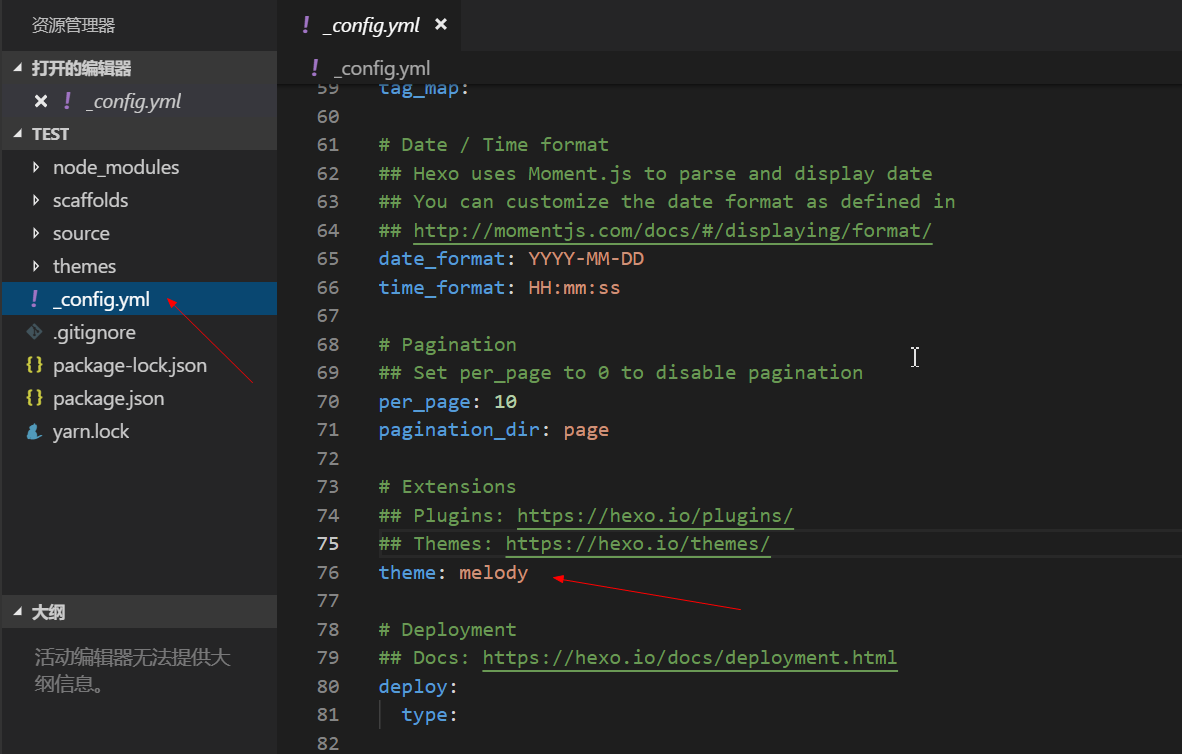 资源管理器
打开的编辑器
_config.yml
TEST
node_modules
scaffolds
source
themes
_config.yml
.gitignore
package-lock.json
package.json
yarn.lock
大纲
活动编辑器无法提供大
纲信息。
_config.yml
_config.yml
59 tag_map:
60
61 # Date / Time format
62 ## Hexo uses Moment.js to parse and display date
63 ## You can customize the date format as defined in
64 ## http://momentjs.com/docs/#/displaying/format/
65 date_format: YYYY-MM-DD
66 time_format: HH:mm:ss
67
68 # Pagination
69 ## Set per_page to 0 to disable pagination
70 per_page: 10
71 pagination_dir: page
72
73 # Extensions
74 ## Plugins: https://hexo.io/plugins/
75 ## Themes: https://hexo.io/themes/
76 theme: melody
77
78 # Deployment
79 ## Docs: https://hexo.io/docs/deployment.html
80 deploy:
81 type:
82